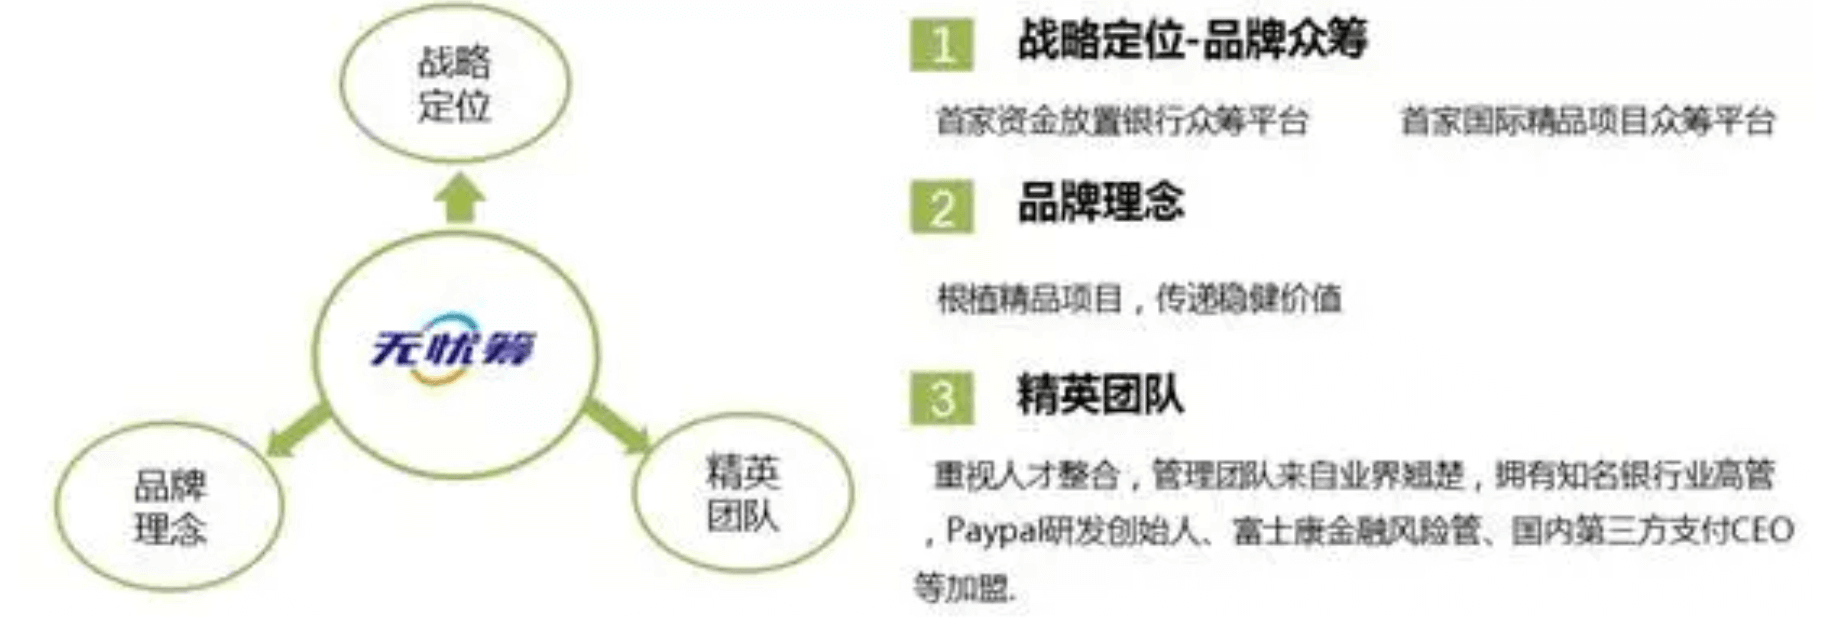 战略
定位
无忧筹
品牌
理念
精英
团队
1 战略定位-品牌众筹
首家资金放置银行众筹平台 首家国际精品项目众筹平台
2 品牌理念
根植精品项目，传递稳健价值
3 精英团队
重视人才整合，管理团队来自业界翘楚，拥有知名银行业高管
，Paypal研发创始人、富士康金融风险管、国内第三方支付CEO
等加盟.